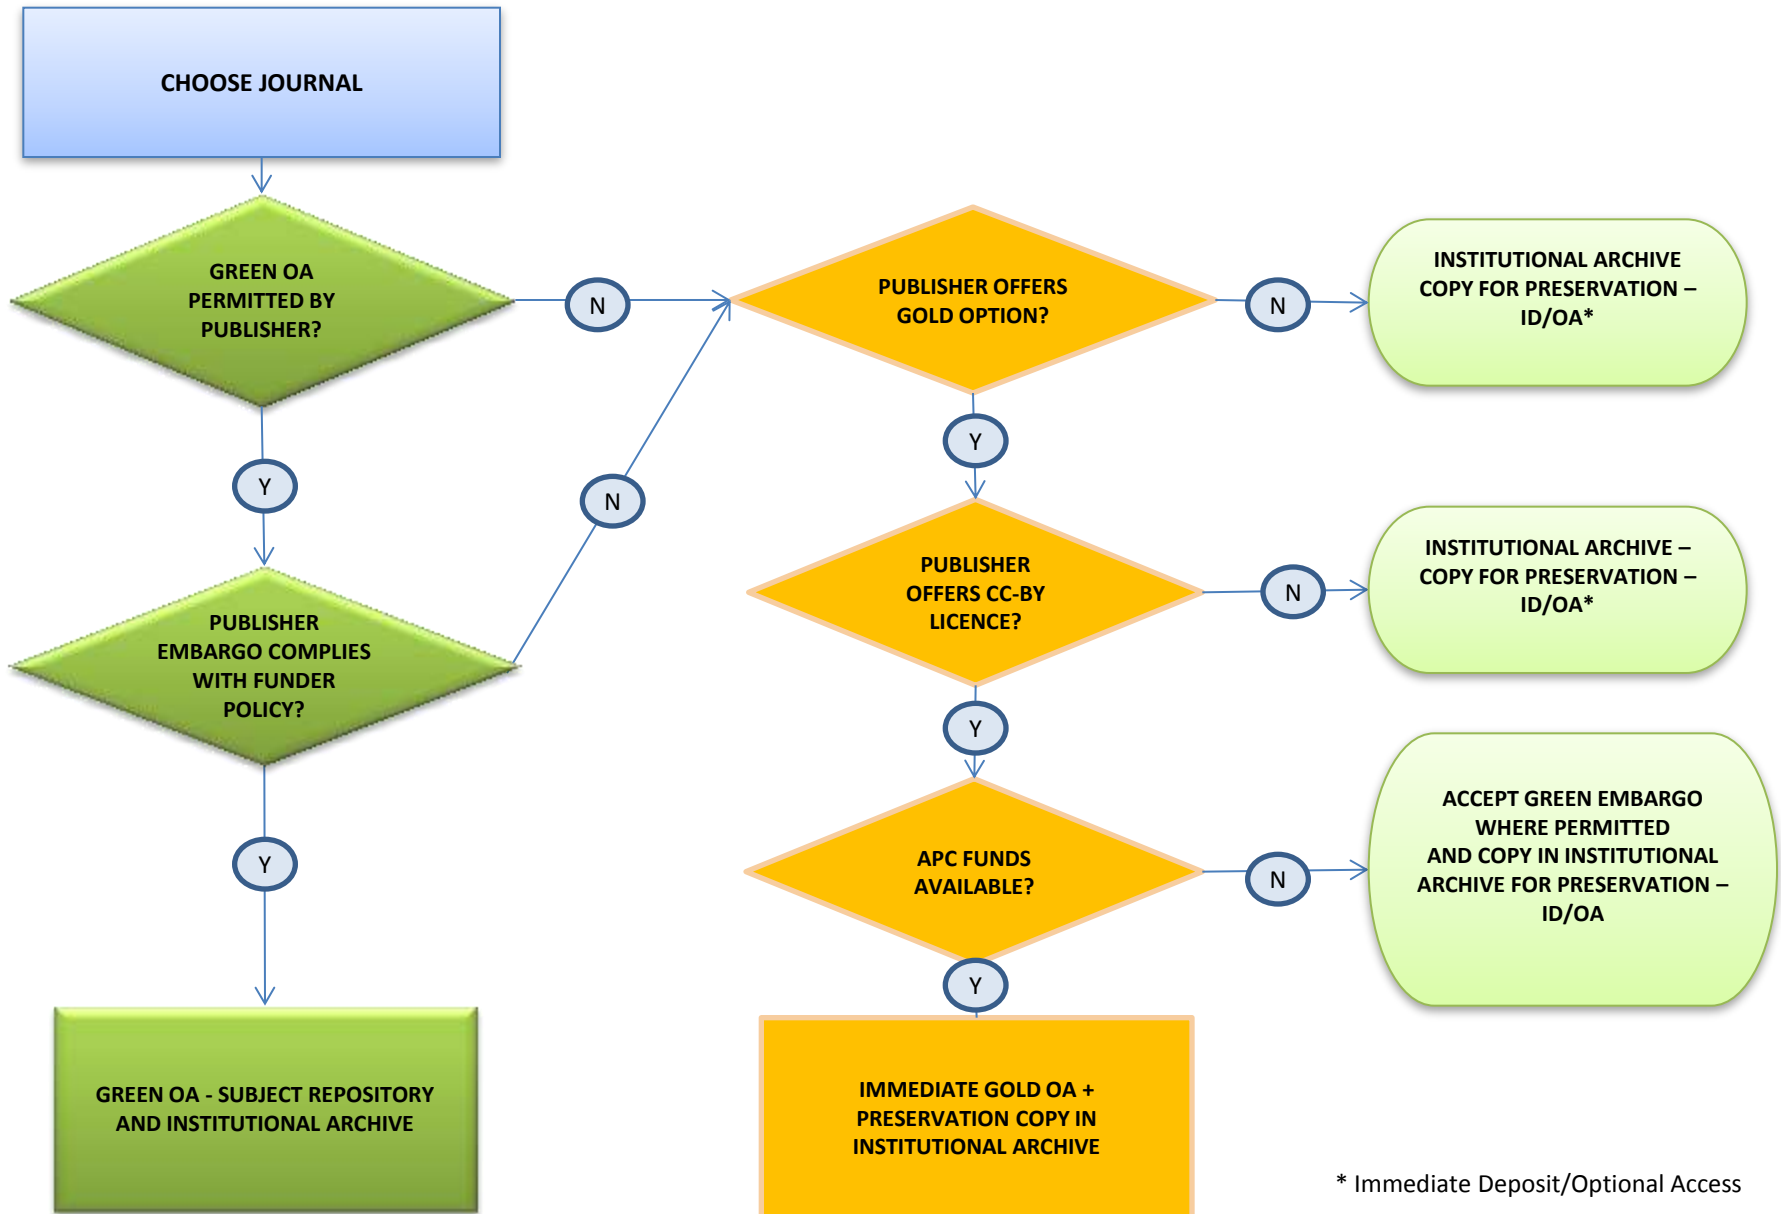 CHOOSE JOURNAL
GREEN OA
PERMITTED BY
PUBLISHER?
N
PUBLISHER OFFERS
GOLD OPTION?
N
INSTITUTIONAL ARCHIVE
COPY FOR PRESERVATION –
ID/OA*
Y
Y
N
PUBLISHER
EMBARGO COMPLIES
WITH FUNDER
POLICY?
PUBLISHER
OFFERS CC-BY
LICENCE?
N
INSTITUTIONAL ARCHIVE –
COPY FOR PRESERVATION –
ID/OA*
Y
Y
APC FUNDS
AVAILABLE?
N
ACCEPT GREEN EMBARGO
WHERE PERMITTED
AND COPY IN INSTITUTIONAL
ARCHIVE FOR PRESERVATION –
ID/OA
Y
GREEN OA - SUBJECT REPOSITORY
AND INSTITUTIONAL ARCHIVE
IMMEDIATE GOLD OA +
PRESERVATION COPY IN
INSTITUTIONAL ARCHIVE
* Immediate Deposit/Optional Access